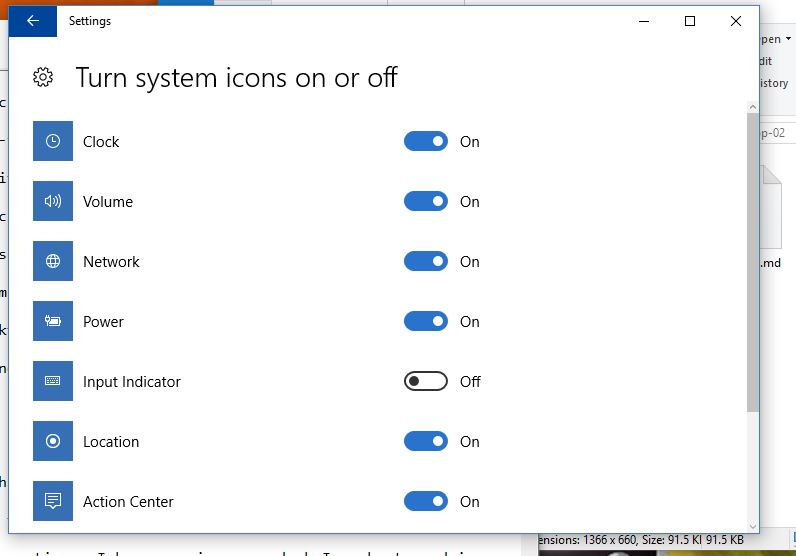 Settings
Turn system icons on or off
Clock On
Volume On
Network On
Power On
Input Indicator Off
Location On
Action Center On
pen
dit
istory
op-02
.md
ensions: 1366 x 660, Size: 91.5 KI 91.5 KB